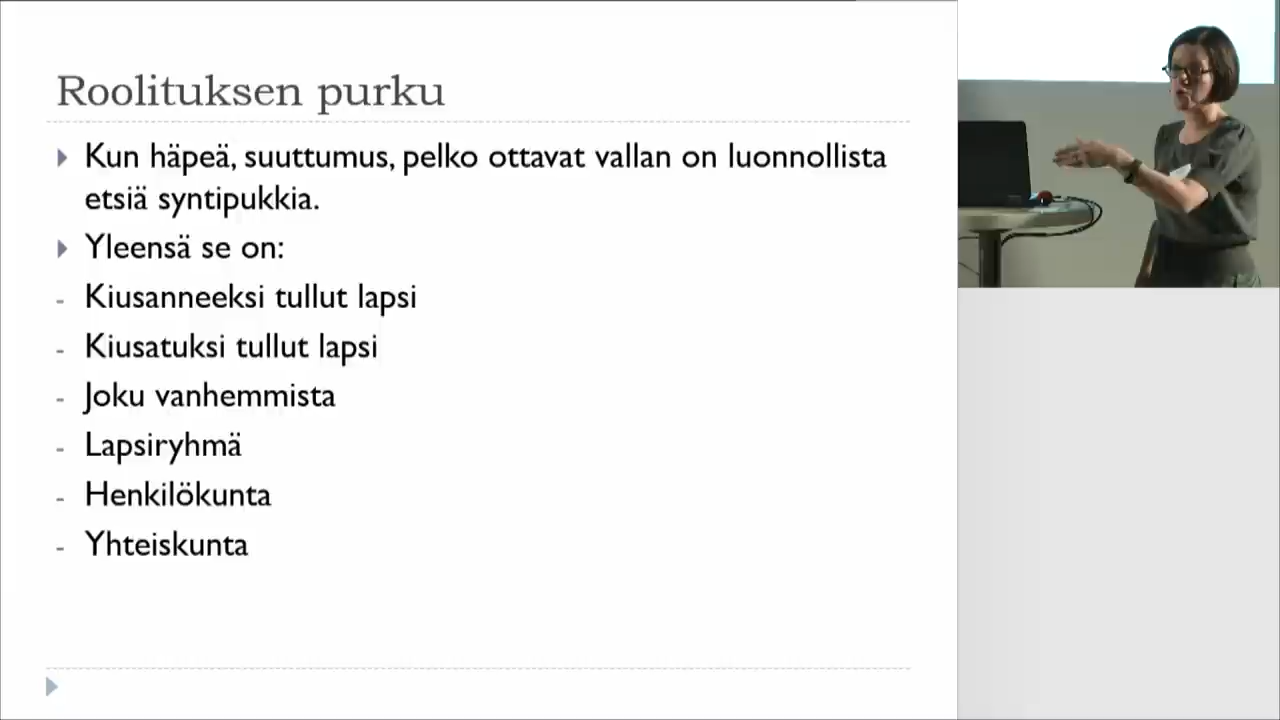 Roolituksen purku
Kun häpeä, suuttumus, pelko ottavat vallan on luonnollista
etsiä syntipukkia.
Yleensä se on:
- Kiusanneeksi tullut lapsi
- Kiusatuksi tullut lapsi
- Joku vanhemmista
- Lapsiryhmä
- Henkilökunta
- Yhteiskunta